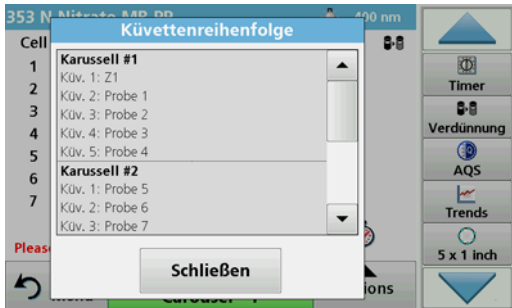 353 N Nitrate MR PP
400 nm
Küvettenreihenfolge
Cell
1
2
3
4
5
6
7
Karussell #1
Küv. 1: Z1
Küv. 2: Probe 1
Küv. 3: Probe 2
Küv. 4: Probe 3
Küv. 5: Probe 4
Karussell #2
Küv. 1: Probe 5
Küv. 2: Probe 6
Küv. 3: Probe 7
Schließen
Timer
Verdünnung
AQS
Trends
5 x 1 inch